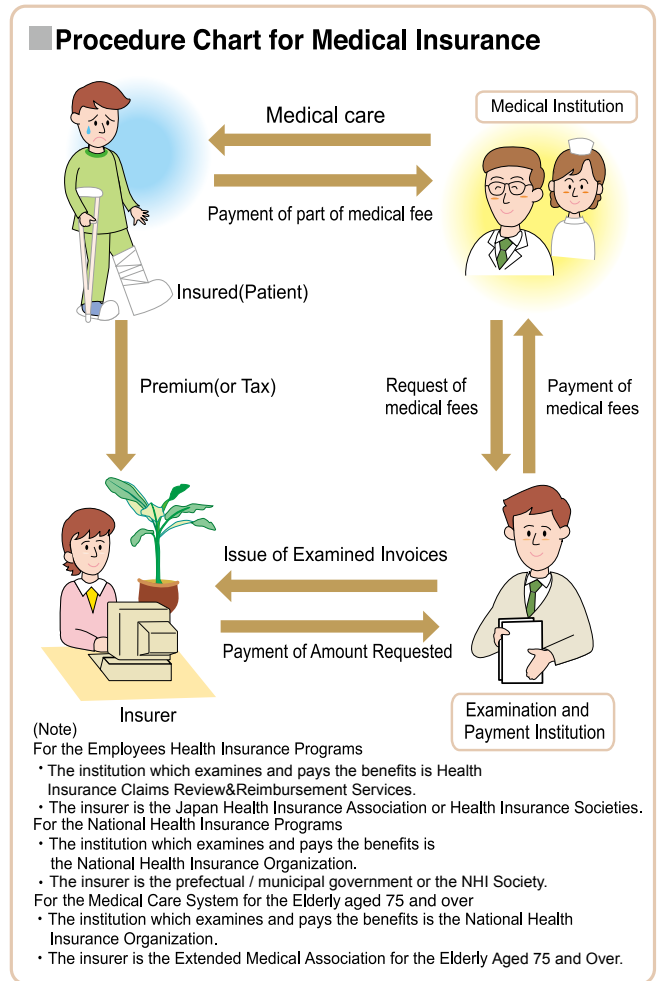 Procedure Chart for Medical Insurance
Medical care
Medical Institution
Payment of part of medical fee
Insured(Patient)
Premium(or Tax)
Request of
medical fees
Payment of
medical fees
Issue of Examined Invoices
Payment of Amount Requested
Insurer
Examination and
Payment Institution
(Note)
For the Employees Health Insurance Programs
・The institution which examines and pays the benefits is Health
Insurance Claims Review&Reimbursement Services.
・The insurer is the Japan Health Insurance Association or Health Insurance Societies.
For the National Health Insurance Programs
・The institution which examines and pays the benefits is
the National Health Insurance Organization.
・The insurer is the prefectual / municipal government or the NHI Society.
For the Medical Care System for the Elderly aged 75 and over
・The institution which examines and pays the benefits is the National Health
Insurance Organization.
・The insurer is the Extended Medical Association for the Elderly Aged 75 and Over.